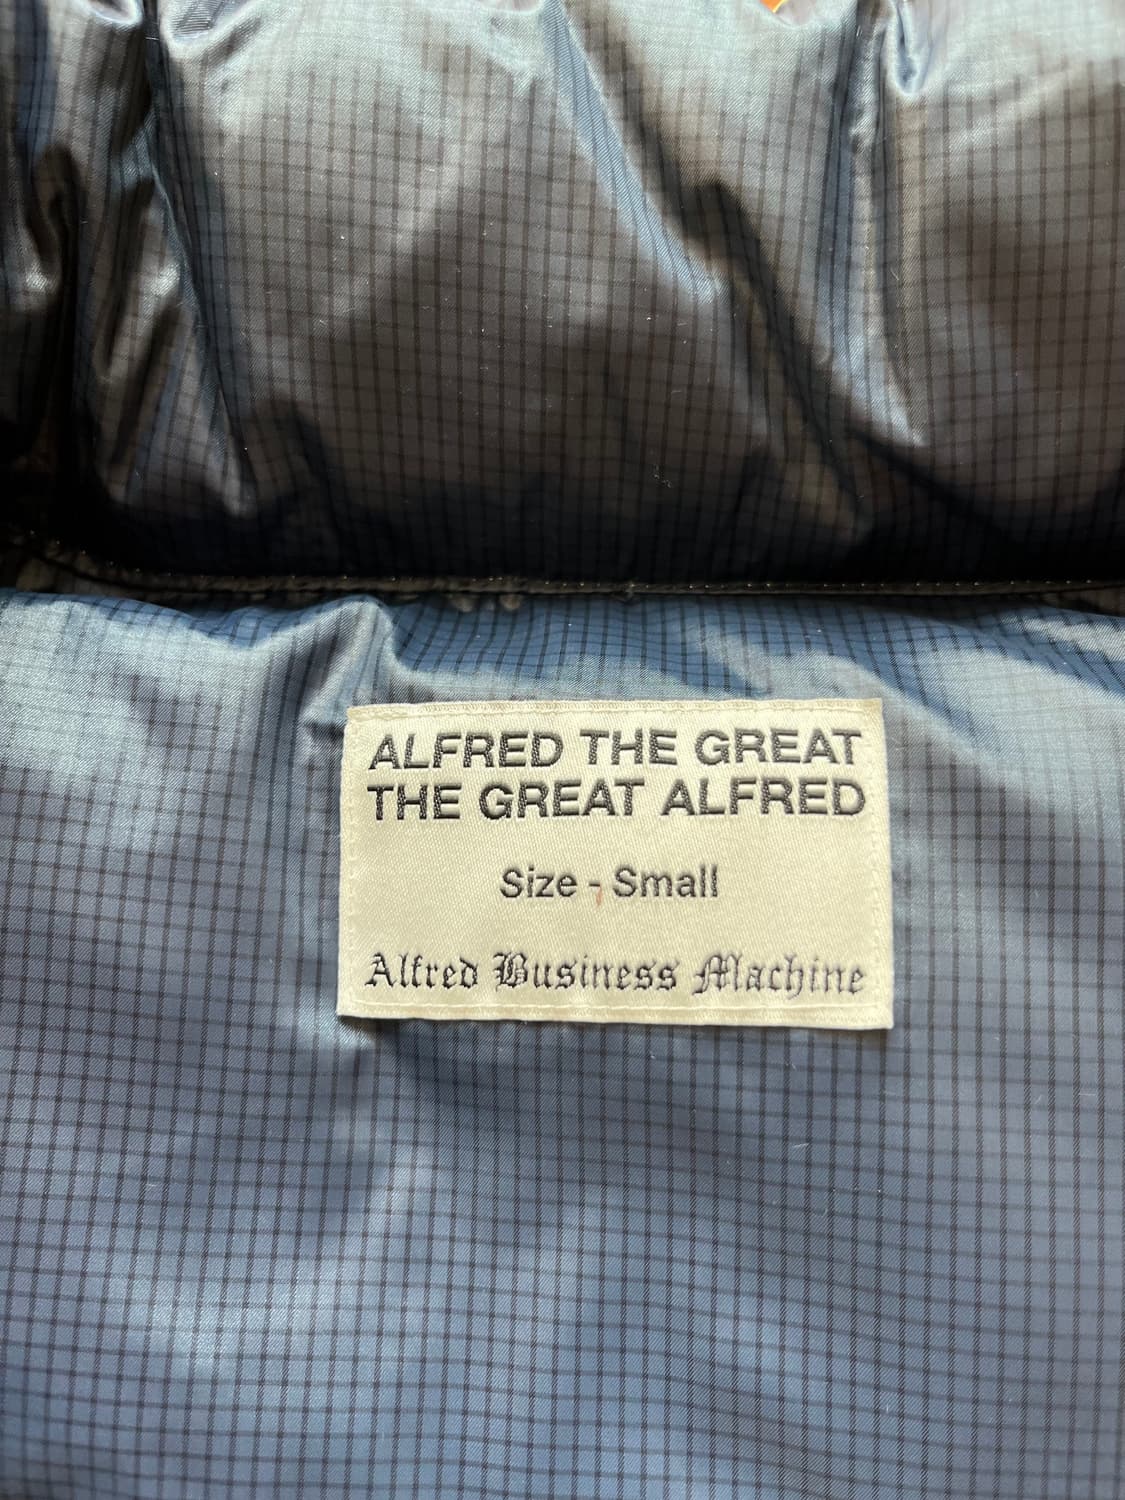 ALFRED THE GREAT
THE GREAT ALFRED
Size - Small
Alfred Business Machine